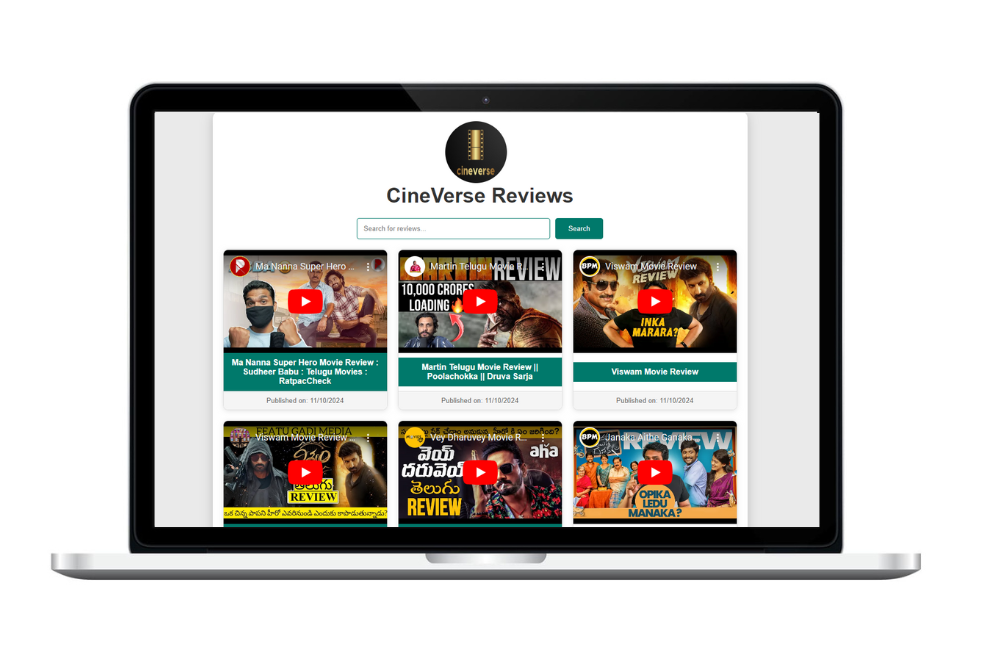 cineverse
CineVerse Reviews
Search for reviews...
Search
Ma Nanna Super Hero ...
Ma Nanna Super Hero Movie Review :
Sudheer Babu : Telugu Movies :
RatpacCheck
Published on: 11/10/2024
Martin Telugu Movie R...
REVIEW
10,000 CRORES
LOADING
Martin Telugu Movie Review ||
Poolachokka || Druva Sarja
Published on: 11/10/2024
BPM
Viswam Movie Review
REVIEW
INKA
MARARA?
Viswam Movie Review
Published on: 11/10/2024
FEATU GADI MEDIA
Viswam Movie Review
విశ్వం
తెలుగు
REVIEW
ఒక చిన్న పాపని హీరో ఎవరినుండి ఎందుకు కాపాడుతున్నాడు?
Vey Dharuvey Movie R...
aha
వెయ్
దరువెయ్
తెలుగు
REVIEW
BPM
Janaka Aithe Ganaka...
REVIEW
OPIKA
LEDU
MANAKA?